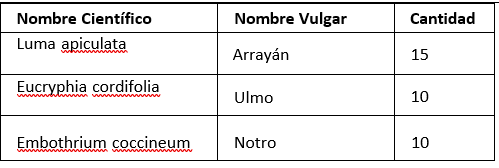 Nombre Científico Nombre Vulgar Cantidad
Luma apiculata Arrayán 15
Eucryphia cordifolia Ulmo 10
Embothrium coccineum Notro 10